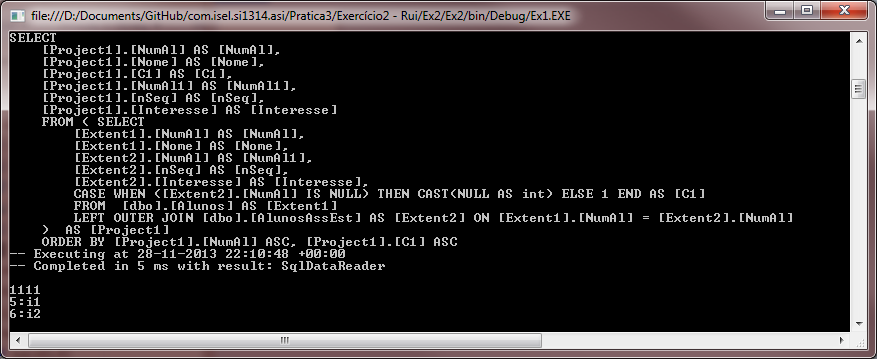 file:///D:/Documents/GitHub/com.isel.si1314.asi/Pratica3/Exercício2 - Rui/Ex2/Ex2/bin/Debug/Ex1.EXE
SELECT
    [Project1].[NumAl] AS [NumAl],
    [Project1].[Nome] AS [Nome],
    [Project1].[C1] AS [C1],
    [Project1].[NumAl1] AS [NumAl1],
    [Project1].[nSeq] AS [nSeq],
    [Project1].[Interesse] AS [Interesse]
    FROM ( SELECT
        [Extent1].[NumAl] AS [NumAl],
        [Extent1].[Nome] AS [Nome],
        [Extent2].[NumAl] AS [NumAl1],
        [Extent2].[nSeq] AS [nSeq],
        [Extent2].[Interesse] AS [Interesse],
        CASE WHEN ([Extent2].[NumAl] IS NULL) THEN CAST(NULL AS int) ELSE 1 END AS [C1]
        FROM  [dbo].[Alunos] AS [Extent1]
        LEFT OUTER JOIN [dbo].[AlunosAssEst] AS [Extent2] ON [Extent1].[NumAl] = [Extent2].[NumAl]
    )  AS [Project1]
    ORDER BY [Project1].[NumAl] ASC, [Project1].[C1] ASC
-- Executing at 28-11-2013 22:10:48 +00:00
-- Completed in 5 ms with result: SqlDataReader
1111
5:i1
6:i2